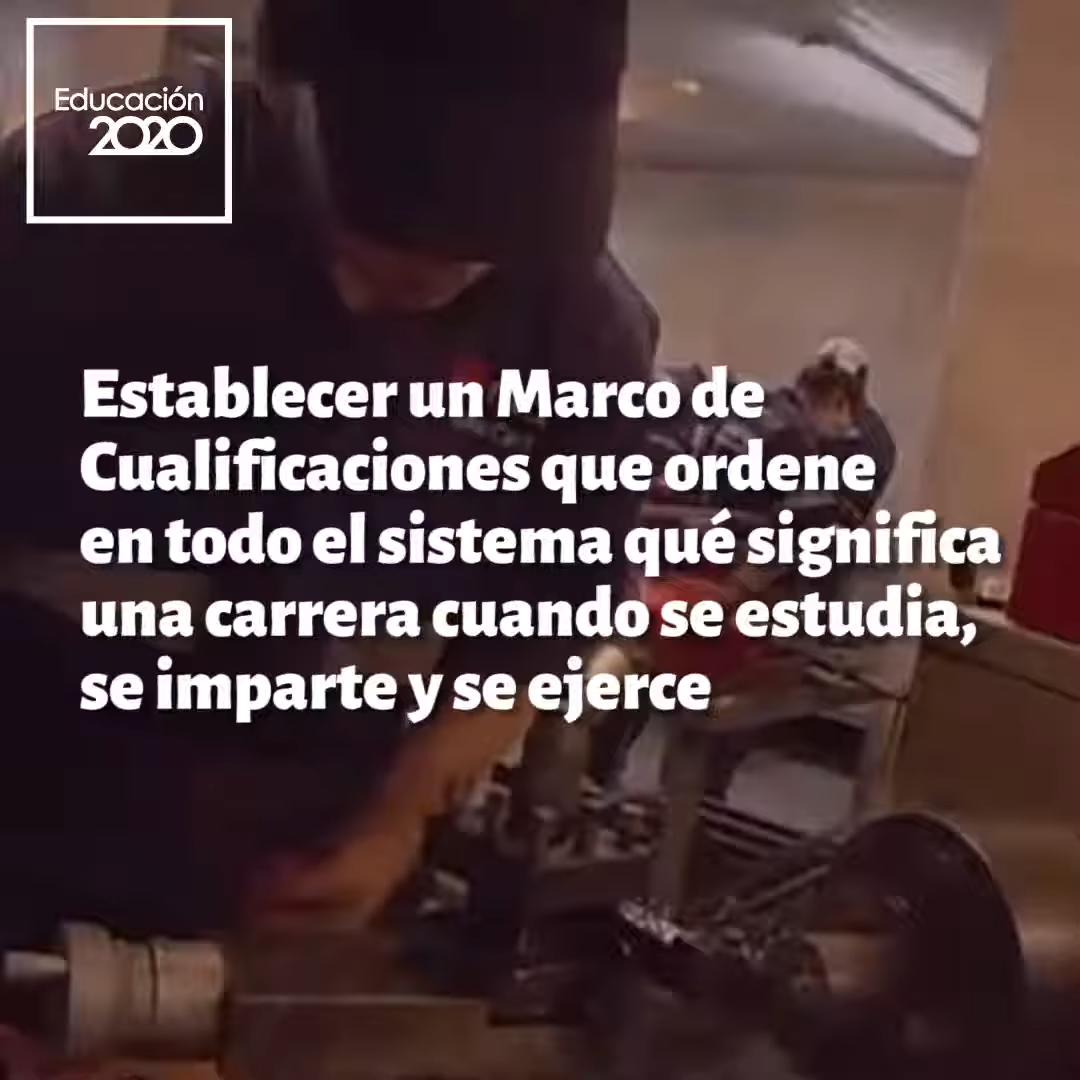 Educación
2020
Establecer un Marco de
Cualificaciones que ordene
en todo el sistema qué significa
una carrera cuando se estudia,
se imparte y se ejerce